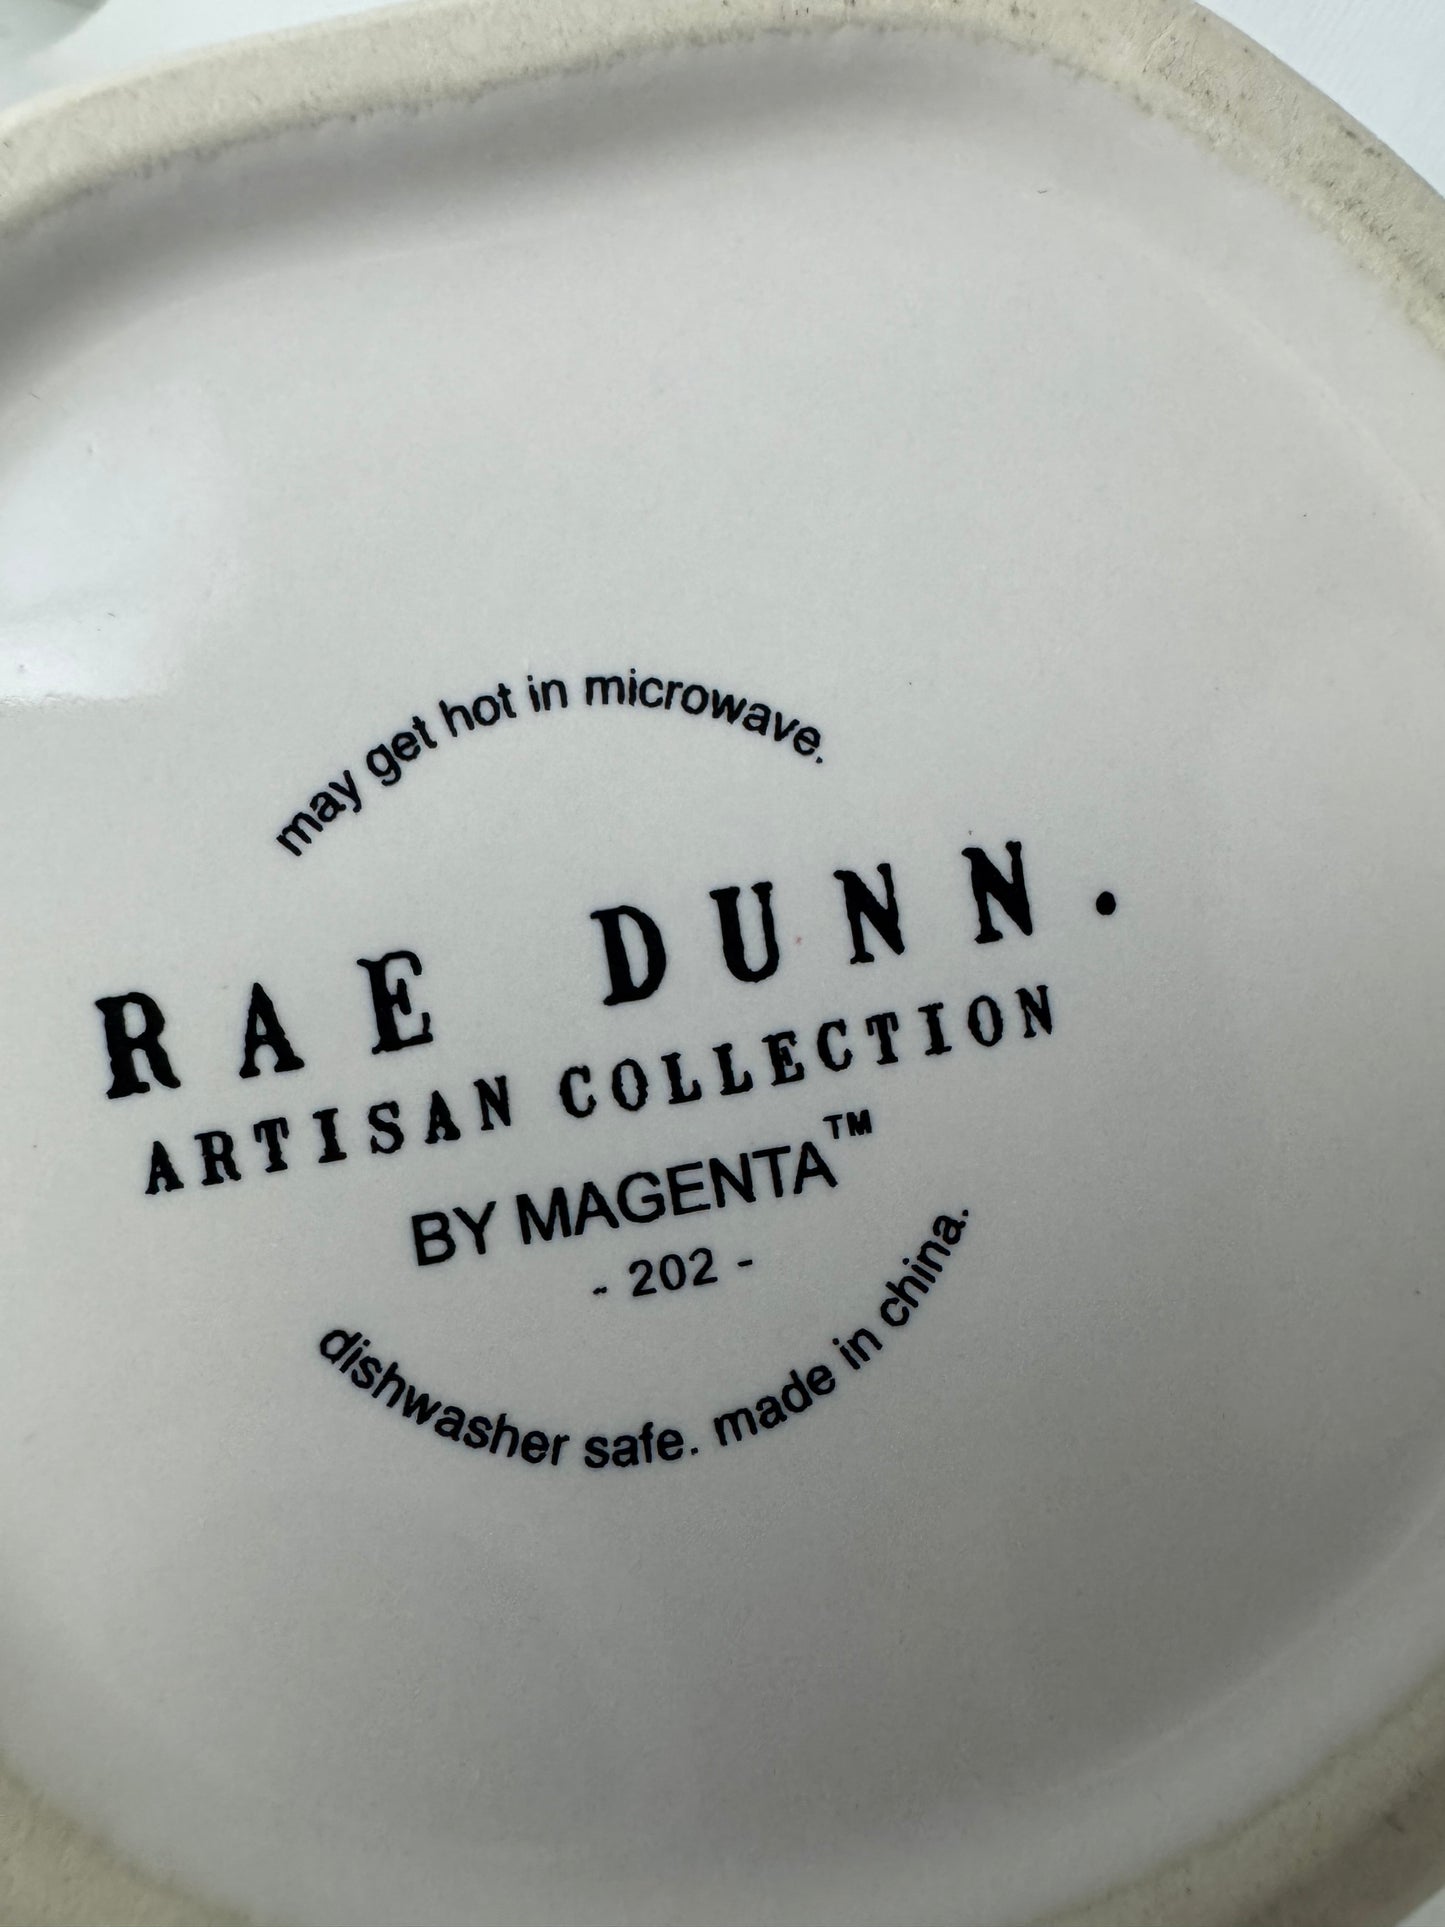 may get hot in microwave.
RAE DUNN.
ARTISAN COLLECTION
BY MAGENTA™
- 202 -
dishwasher safe. made in china.